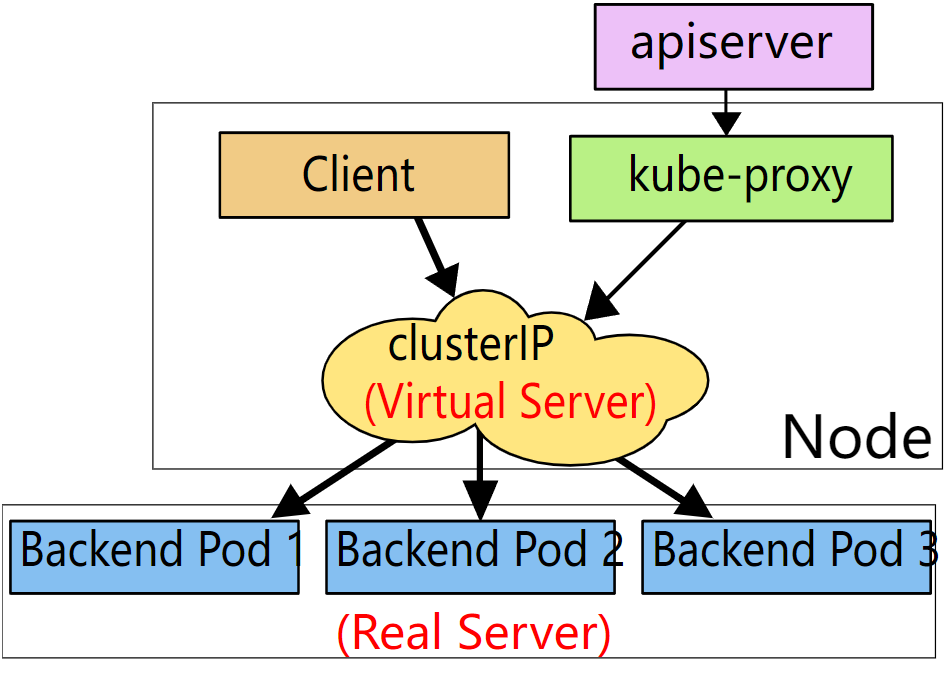 apiserver
Client
kube-proxy
clusterIP
(Virtual Server)
Node
Backend Pod 1
Backend Pod 2
Backend Pod 3
(Real Server)